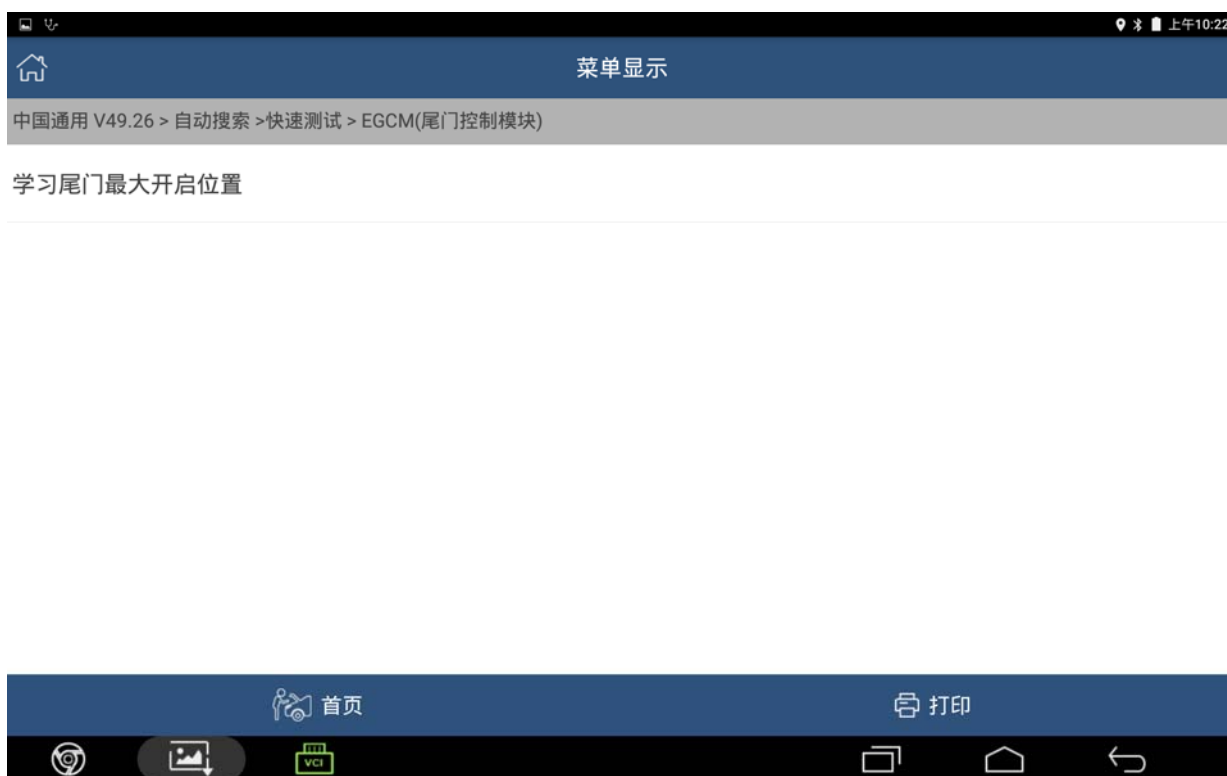 上午10:22
菜单显示
中国通用 V49.26 > 自动搜索 >快速测试 > EGCM(尾门控制模块)
学习尾门最大开启位置
首页
打印
VCI